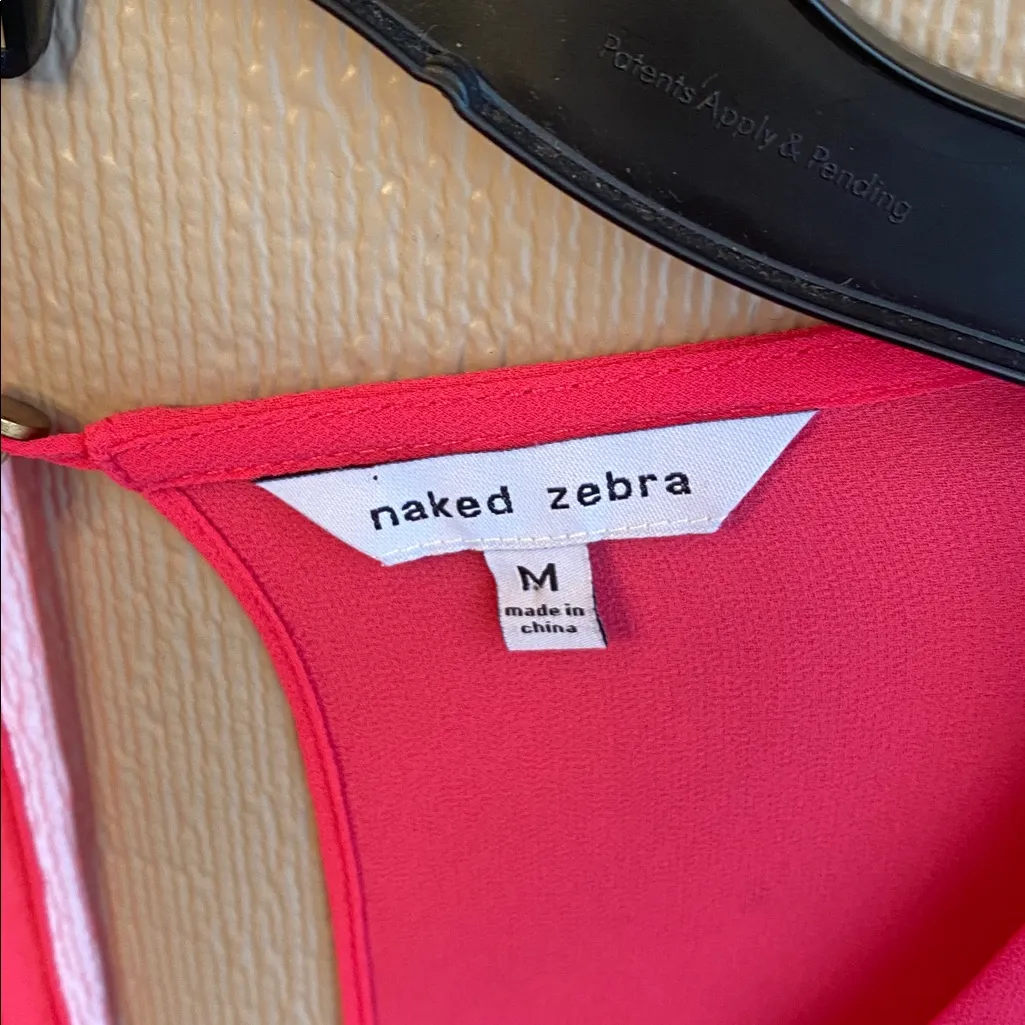 Patents Apply & Pending
naked zebra
M
made in
china